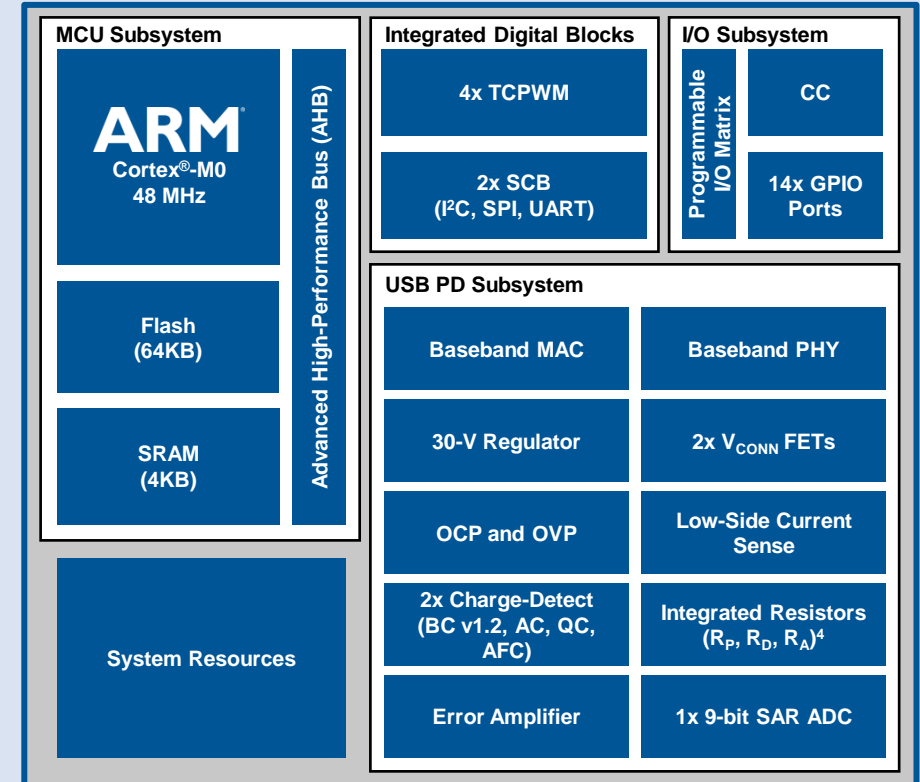 MCU Subsystem
ARM®
Cortex®-M0
48 MHz
Flash
(64KB)
SRAM
(4KB)
Advanced High-Performance Bus (AHB)
System Resources
Integrated Digital Blocks
4x TCPWM
2x SCB
(I²C, SPI, UART)
I/O Subsystem
Programmable
I/O Matrix
CC
14x GPIO
Ports
USB PD Subsystem
Baseband MAC
Baseband PHY
30-V Regulator
2x VCONN FETs
OCP and OVP
Low-Side Current
Sense
2x Charge-Detect
(BC v1.2, AC, QC,
AFC)
Integrated Resistors
(RP, RD, RA)⁴
Error Amplifier
1x 9-bit SAR ADC